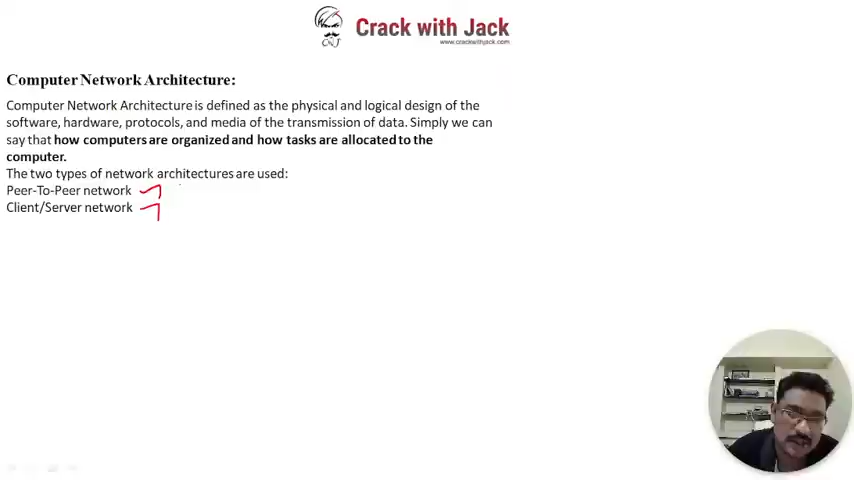 CWJ
Crack with Jack
www.crackwithjack.com
Computer Network Architecture:
Computer Network Architecture is defined as the physical and logical design of the
software, hardware, protocols, and media of the transmission of data. Simply we can
say that how computers are organized and how tasks are allocated to the
computer.
The two types of network architectures are used:
Peer-To-Peer network
Client/Server network